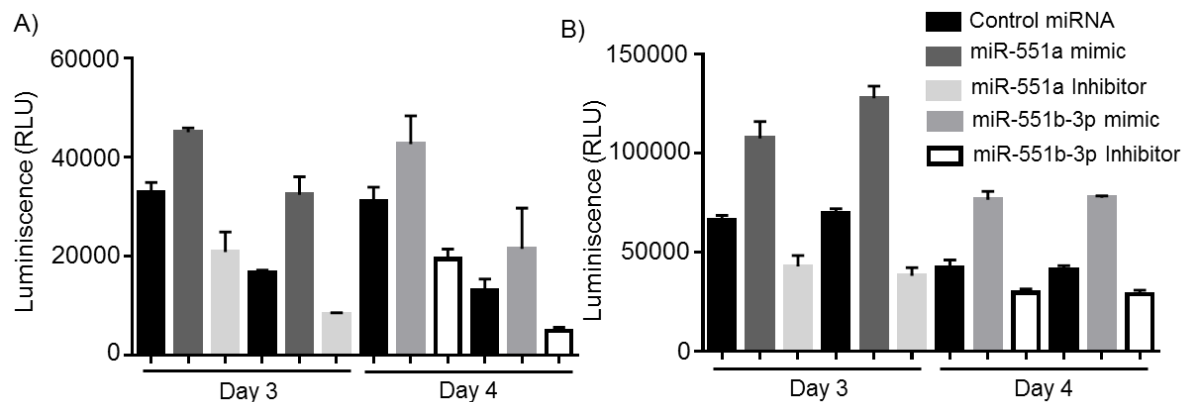 A)
Luminiscence (RLU)
60000
40000
20000
0
Day 3
Day 4
B)
Luminiscence (RLU)
150000
100000
50000
0
Day 3
Day 4
Control miRNA
miR-551a mimic
miR-551a Inhibitor
miR-551b-3p mimic
miR-551b-3p Inhibitor